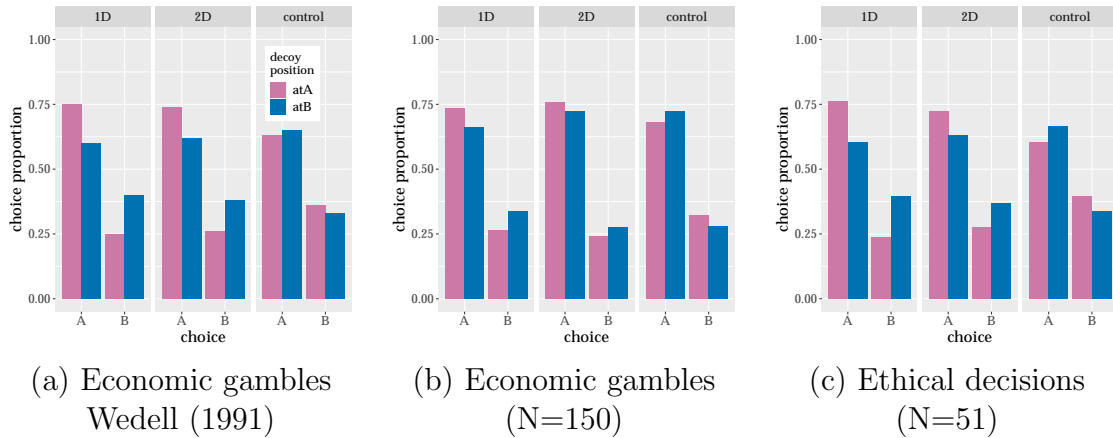 1D 2D control
1.00
0.75
0.50
0.25
0.00
choice proportion
decoy
position
atA
atB
A B A B A B
choice
(a) Economic gambles
Wedell (1991)
1D 2D control
1.00
0.75
0.50
0.25
0.00
choice proportion
A B A B A B
choice
(b) Economic gambles
(N=150)
1D 2D control
1.00
0.75
0.50
0.25
0.00
choice proportion
A B A B A B
choice
(c) Ethical decisions
(N=51)